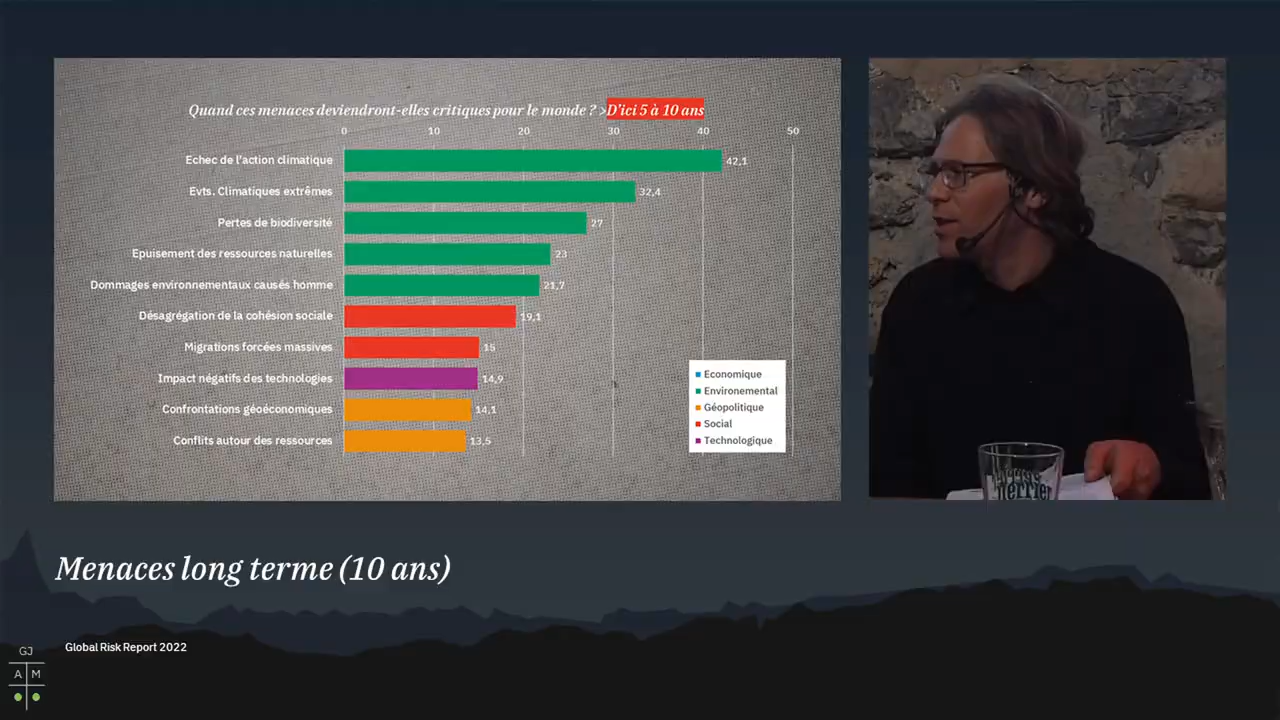 Quand ces menaces deviendront-elles critiques pour le monde ? >D'ici 5 à 10 ans
0 10 20 30 40 50
Echec de l'action climatique 42,1
Evts. Climatiques extrêmes 32,4
Pertes de biodiversité 27
Epuisement des ressources naturelles 23
Dommages environnementaux causés homme 21,7
Désagrégation de la cohésion sociale 19,1
Migrations forcées massives 15
Impact négatifs des technologies 14,9
Confrontations géoéconomiques 14,1
Conflits autour des ressources 13,5
Economique
Environemental
Géopolitique
Social
Technologique
perrier
Menaces long terme (10 ans)
Global Risk Report 2022
GJ
A M